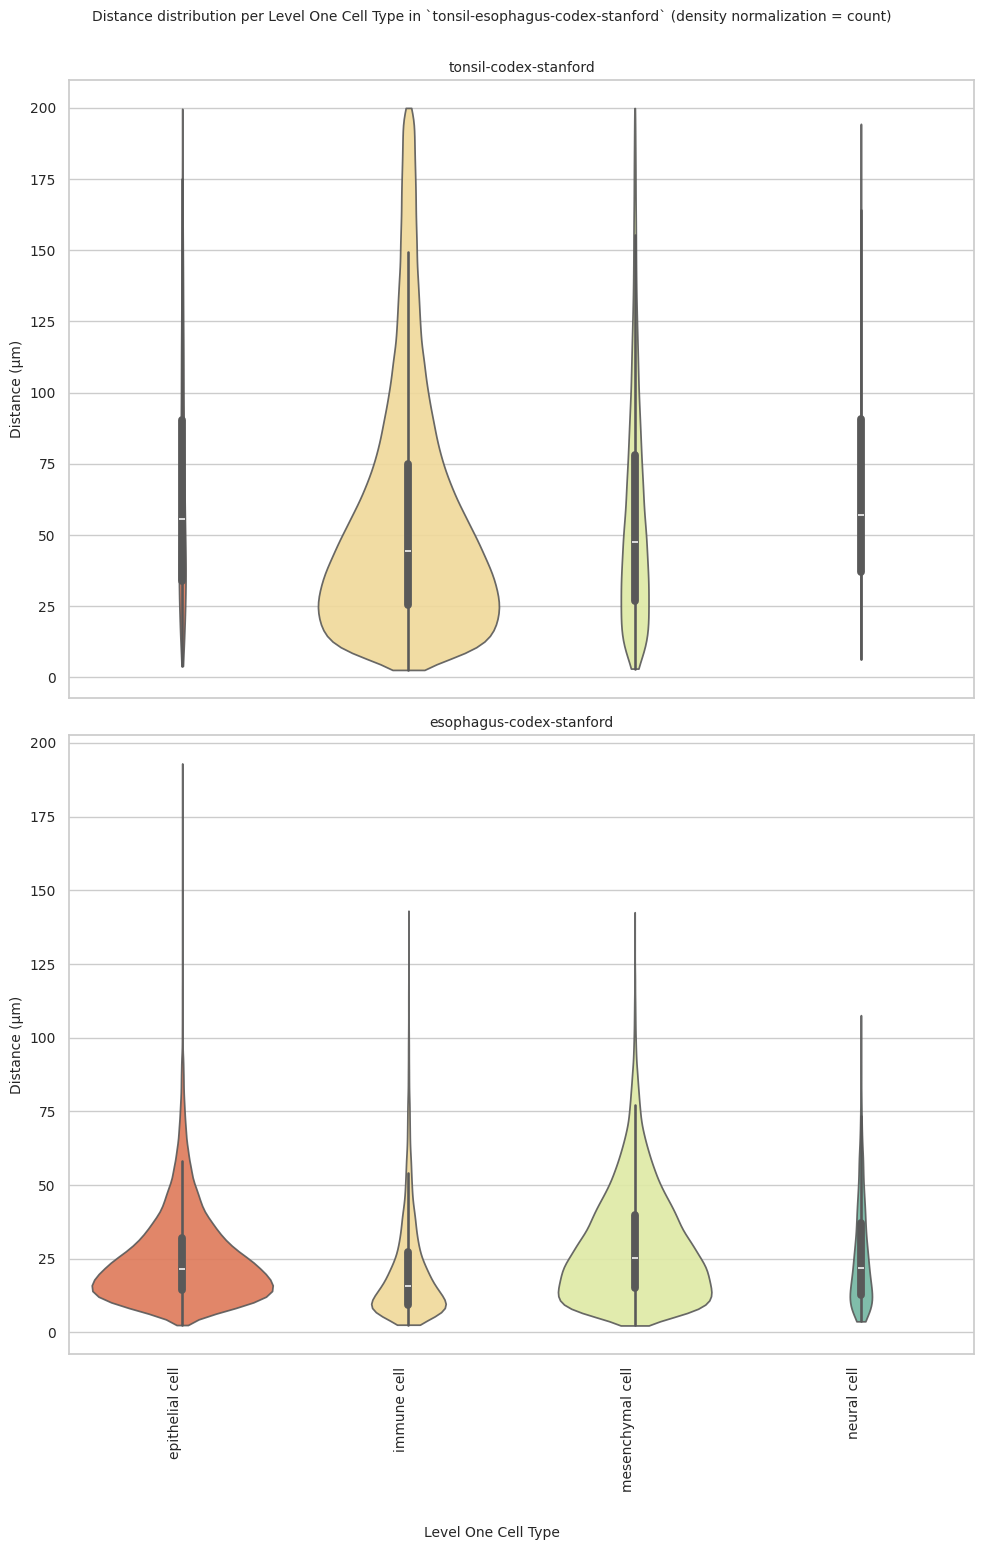 Distance distribution per Level One Cell Type in `tonsil-esophagus-codex-stanford` (density normalization = count)
tonsil-codex-stanford
200
175
150
125
100
75
50
25
0
Distance (μm)
esophagus-codex-stanford
200
175
150
125
100
75
50
25
0
Distance (μm)
epithelial cell
immune cell
mesenchymal cell
neural cell
Level One Cell Type